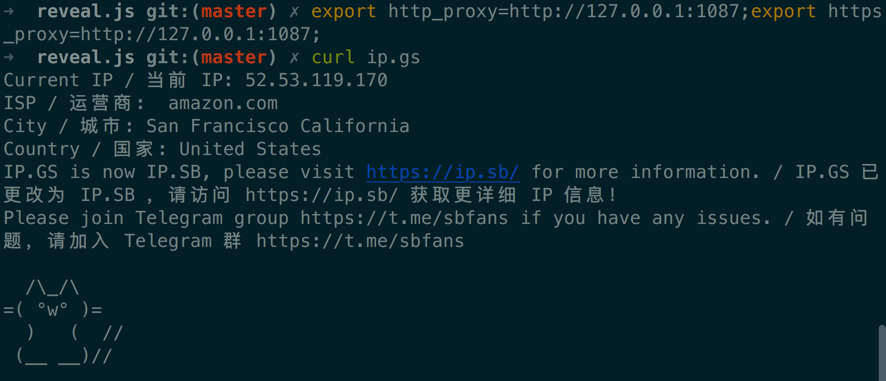 →  reveal.js git:(master) ✗ export http_proxy=http://127.0.0.1:1087;export https
_proxy=http://127.0.0.1:1087;
→  reveal.js git:(master) ✗ curl ip.gs
Current IP / 当前 IP: 52.53.119.170
ISP / 运营商:  amazon.com
City / 城市: San Francisco California
Country / 国家: United States
IP.GS is now IP.SB, please visit https://ip.sb/ for more information. / IP.GS 已
更改为 IP.SB ，请访问 https://ip.sb/ 获取更详细 IP 信息！
Please join Telegram group https://t.me/sbfans if you have any issues. / 如有问
题，请加入 Telegram 群 https://t.me/sbfans

  /\_/\
=( °w° )=
  )   (  //
 (__ __)//